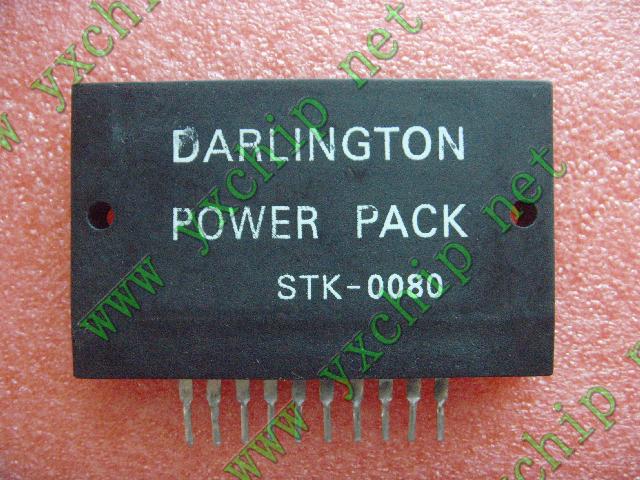 DARLINGTON
POWER PACK
STK-0080
www yxchip net
www yxchip net
www yxchip net